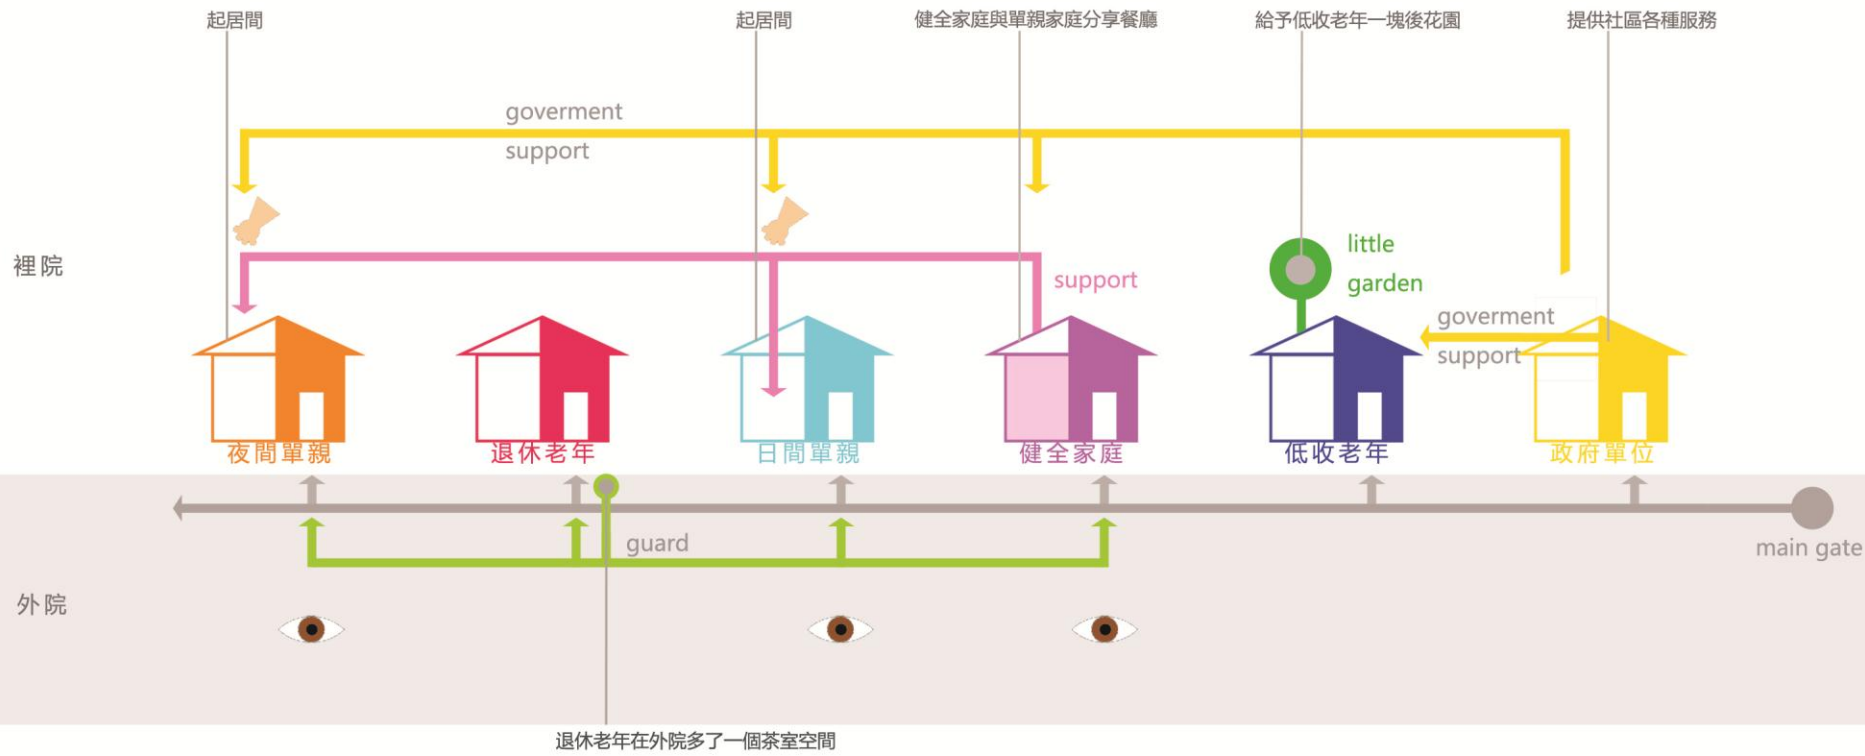 起居間
起居間
健全家庭與單親家庭分享餐廳
給予低收老年一塊後花園
提供社區各種服務
goverment
support
裡院
support
little
garden
goverment
support
夜間單親
退休老年
日間單親
健全家庭
低收老年
政府單位
guard
main gate
外院
退休老年在外院多了一個茶室空間